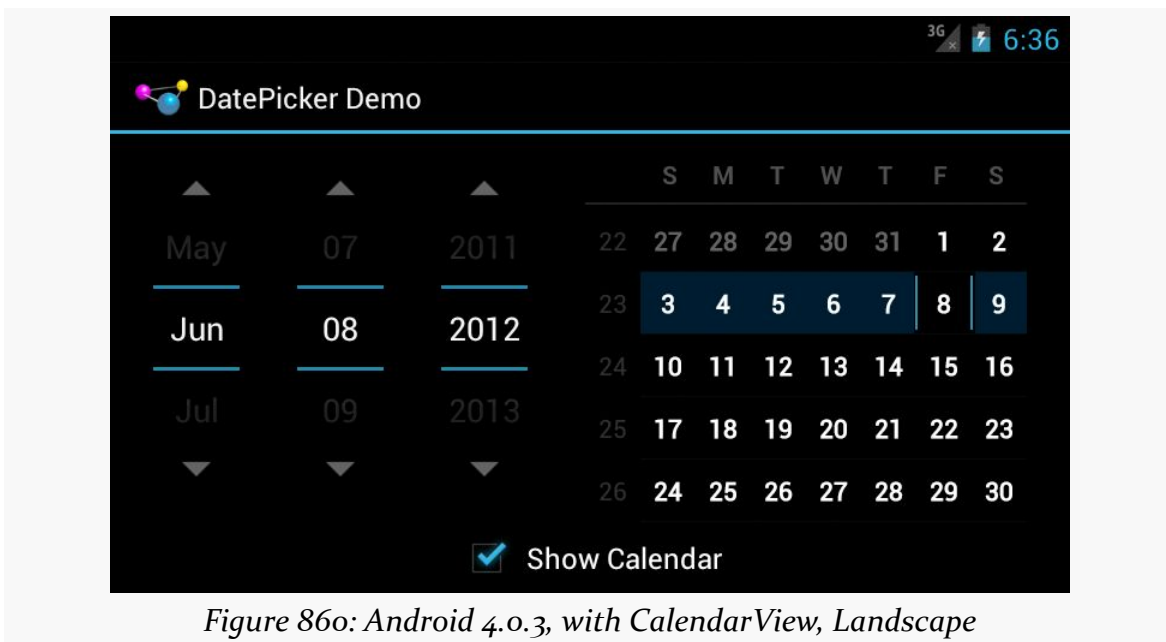 3G 6:36
DatePicker Demo
S M T W T F S
May 07 2011 22 27 28 29 30 31 1 2
23 3 4 5 6 7 8 9
Jun 08 2012
24 10 11 12 13 14 15 16
Jul 09 2013
25 17 18 19 20 21 22 23
26 24 25 26 27 28 29 30
Show Calendar
Figure 860: Android 4.0.3, with CalendarView, Landscape